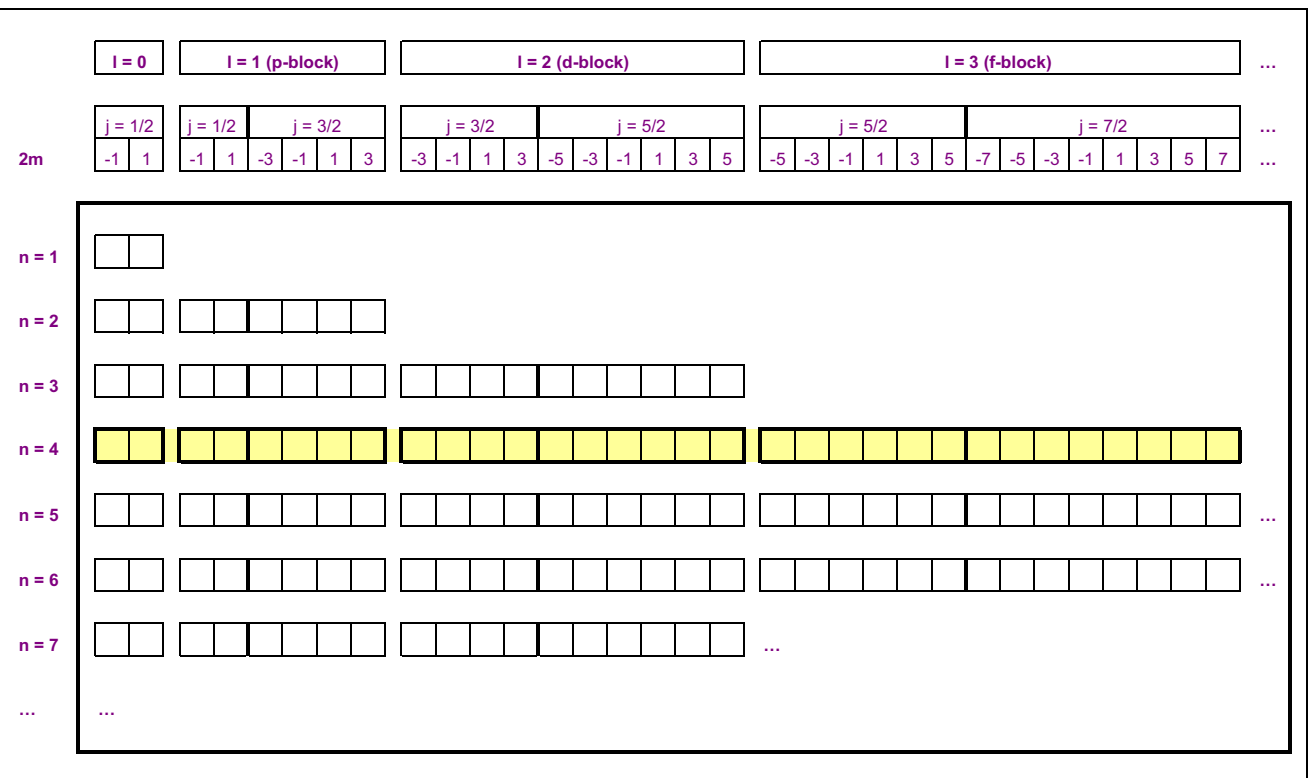 l = 0 l = 1 (p-block) l = 2 (d-block) l = 3 (f-block) ...
j = 1/2 j = 1/2 j = 3/2 j = 3/2 j = 5/2 j = 5/2 j = 7/2 ...
2m -1 1 -1 1 -3 -1 1 3 -3 -1 1 3 -5 -3 -1 1 3 5 -5 -3 -1 1 3 5 -7 -5 -3 -1 1 3 5 7 ...
n = 1
n = 2
n = 3
n = 4
n = 5 ...
n = 6 ...
n = 7 ...
... ...